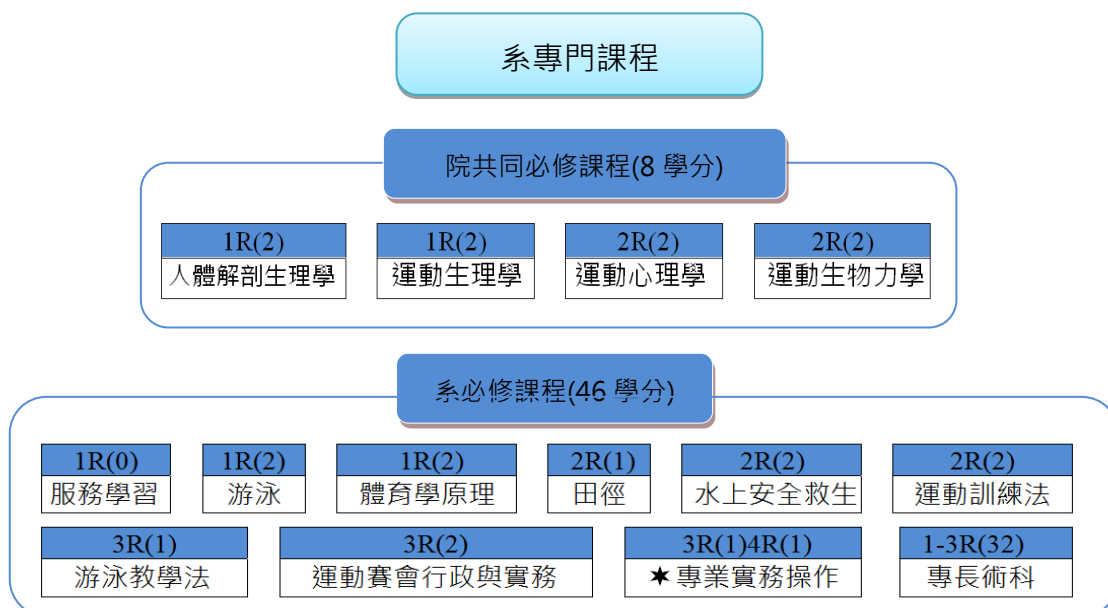 系專門課程
院共同必修課程(8 學分)
1R(2) 1R(2) 2R(2) 2R(2)
人體解剖生理學 運動生理學 運動心理學 運動生物力學
系必修課程(46 學分)
1R(0) 1R(2) 1R(2) 2R(1) 2R(2) 2R(2)
服務學習 游泳 體育學原理 田徑 水上安全救生 運動訓練法
3R(1) 3R(2) 3R(1)4R(1) 1-3R(32)
游泳教學法 運動賽會行政與實務 ★專業實務操作 專長術科